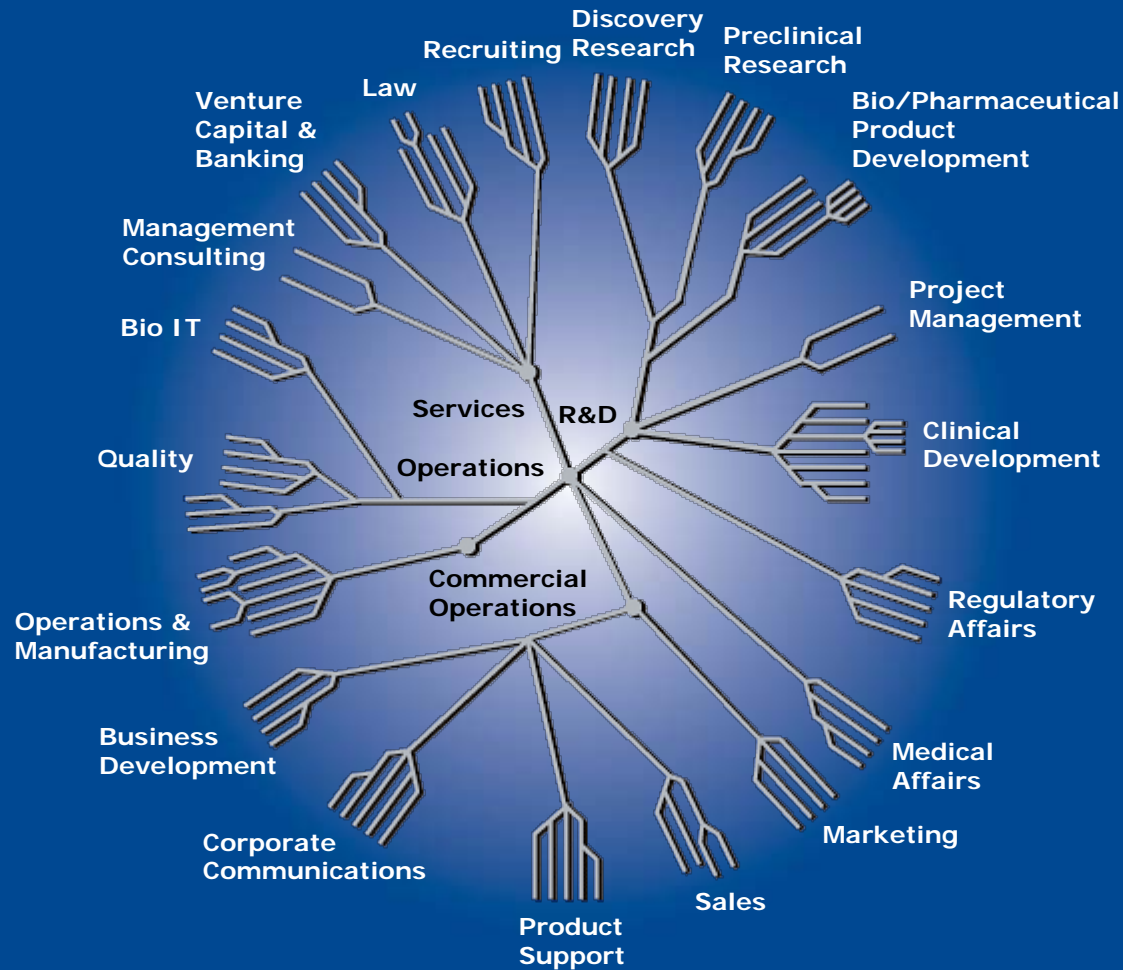 Discovery
Research
Preclinical
Research
Recruiting
Law
Bio/Pharmaceutical
Product
Development
Venture
Capital &
Banking
Management
Consulting
Project
Management
Bio IT
Services
R&D
Clinical
Development
Quality
Operations
Commercial
Operations
Regulatory
Affairs
Operations &
Manufacturing
Business
Development
Medical
Affairs
Marketing
Corporate
Communications
Sales
Product
Support